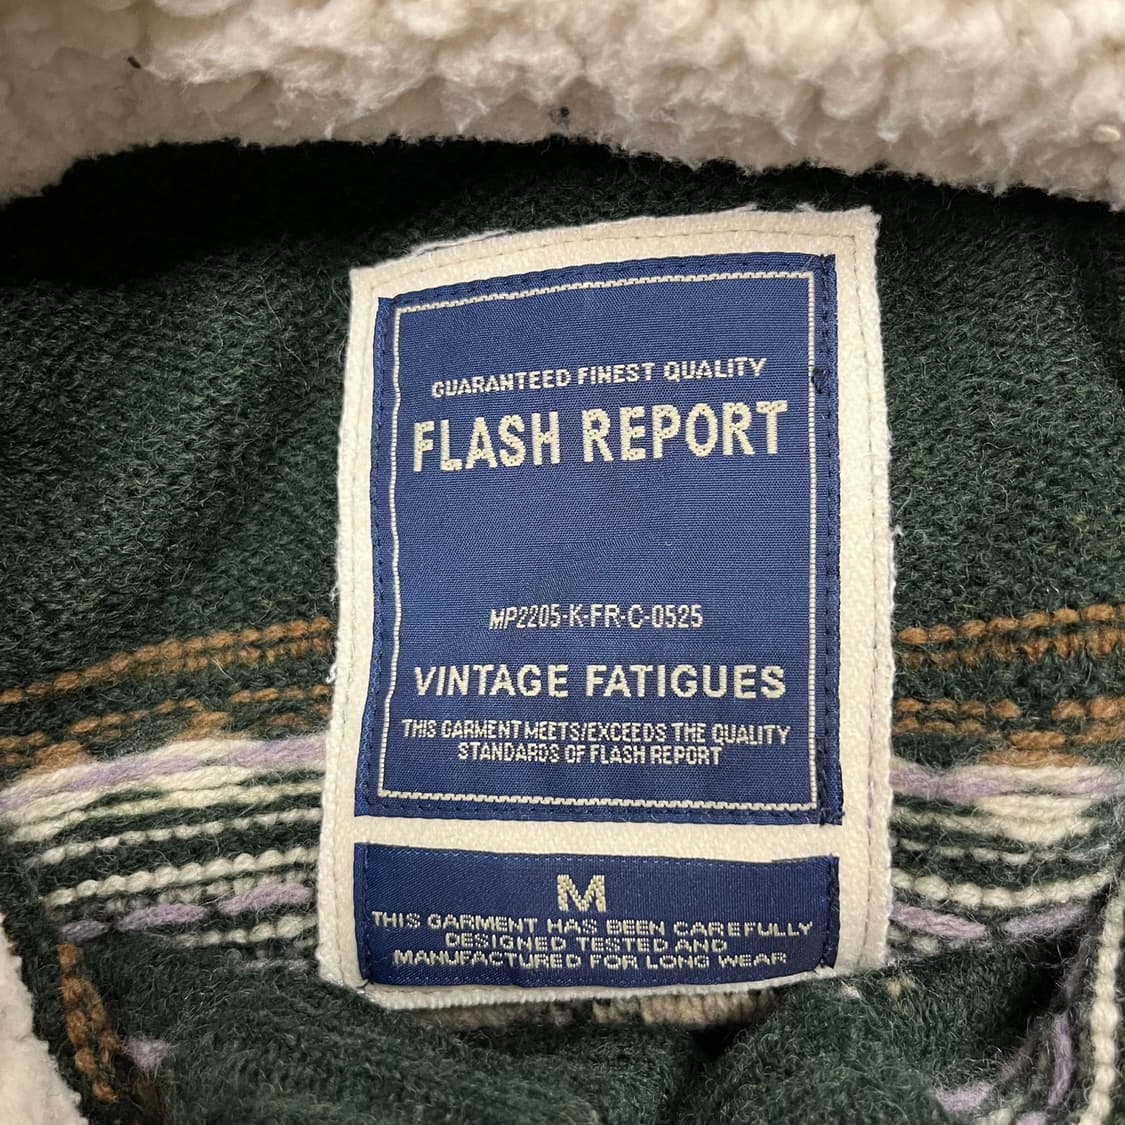 GUARANTEED FINEST QUALITY
FLASH REPORT
MP2205-K-FR-C-0525
VINTAGE FATIGUES
THIS GARMENT MEETS/EXCEEDS THE QUALITY
STANDARDS OF FLASH REPORT
M
THIS GARMENT HAS BEEN CAREFULLY
DESIGNED TESTED AND
MANUFACTURED FOR LONG WEAR